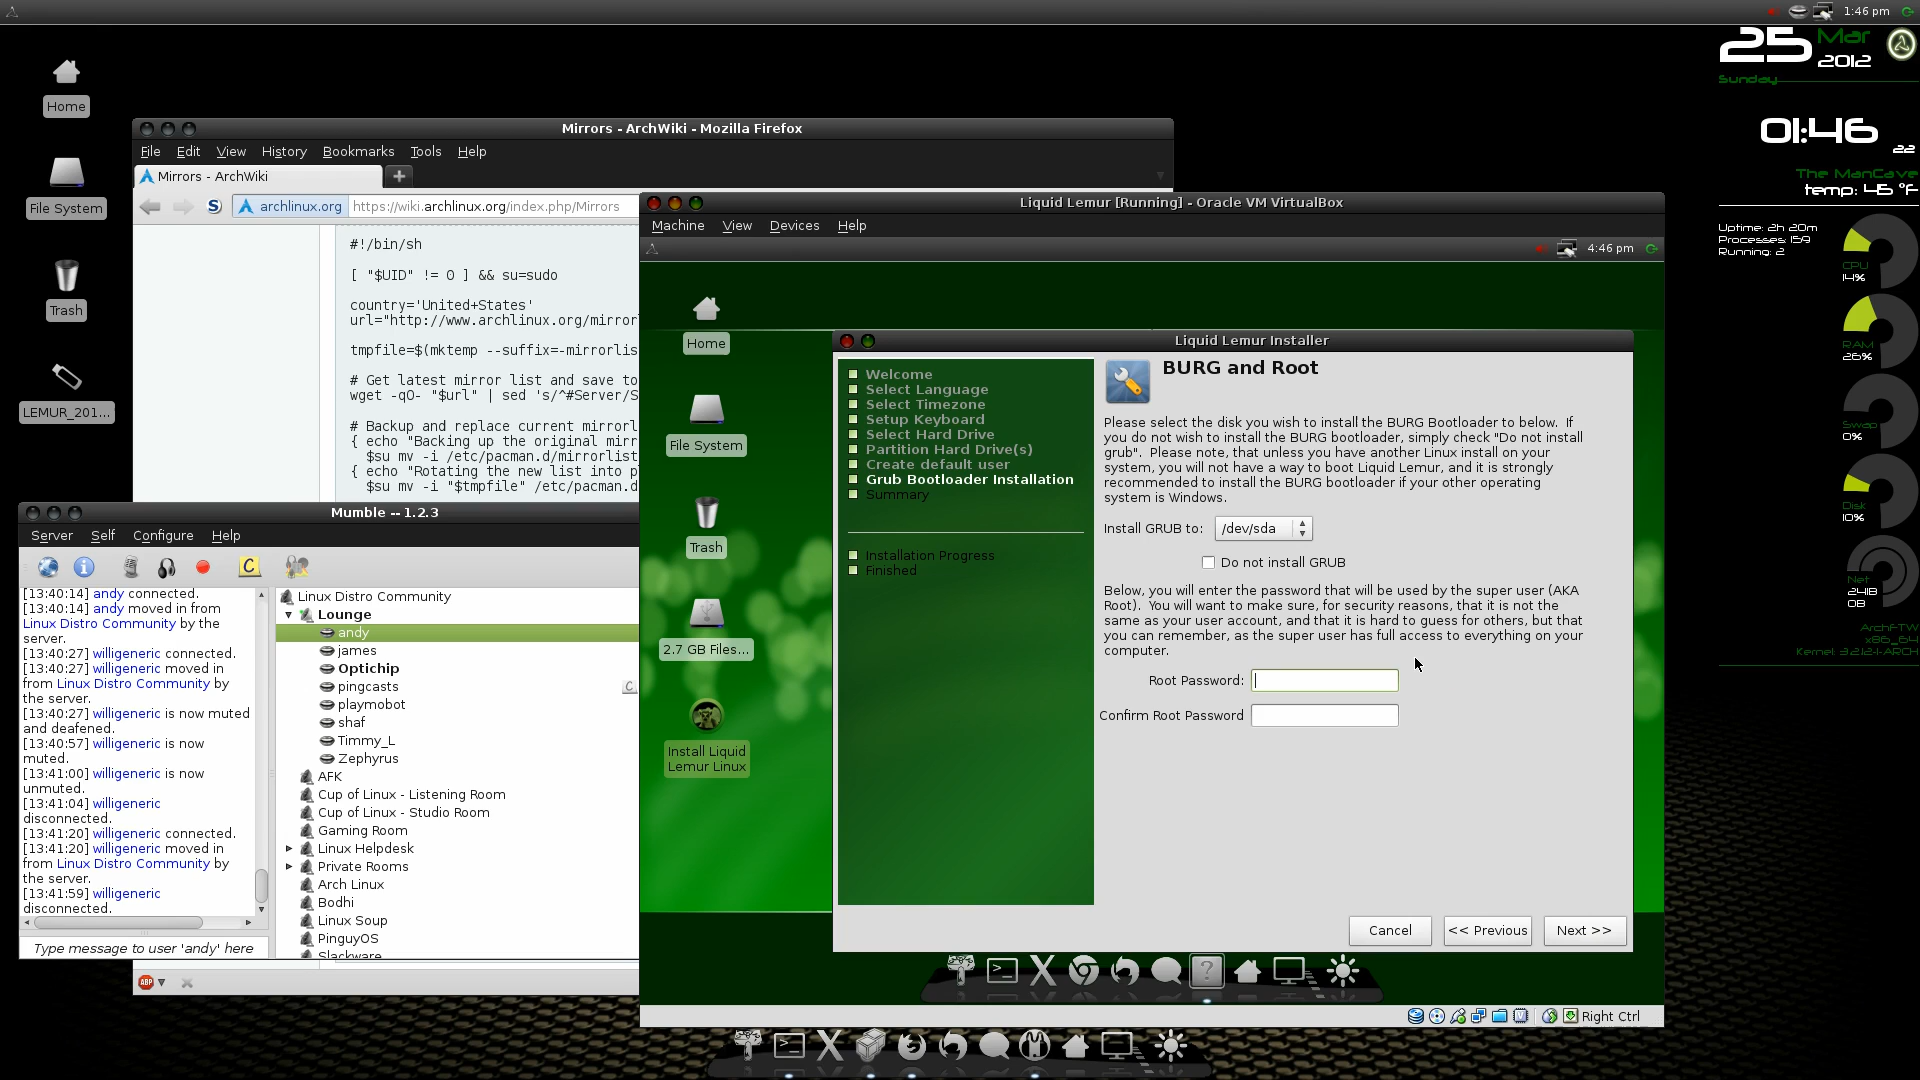 1:46 pm
25 Mar
2012
Sunday
01:46
22
The ManCave
temp: 45 °F
Uptime: 2h 20m
Processes: 159
Running: 2
CPU
14%
RAM
26%
Swap
0%
Disk
10%
Net
241B
0B
ArchFTW
x86_64
Home
File System
Trash
LEMUR_201...
Mirrors - ArchWiki - Mozilla Firefox
File Edit View History Bookmarks Tools Help
Mirrors - ArchWiki
archlinux.org https://wiki.archlinux.org/index.php/Mirrors
#!/bin/sh
[ "$UID" != 0 ] && su=sudo
country='United+States'
url="http://www.archlinux.org/mirror
tmpfile=$(mktemp --suffix=-mirrorlis
# Get latest mirror list and save to
wget -qO- "$url" | sed 's/^#Server/S
# Backup and replace current mirrorl
{ echo "Backing up the original mirr
$su mv -i /etc/pacman.d/mirrorlist
{ echo "Rotating the new list into p
$su mv -i "$tmpfile" /etc/pacman.d
ABP
Mumble -- 1.2.3
Server Self Configure Help
[13:40:14] andy connected.
[13:40:14] andy moved in from
Linux Distro Community by the
server.
[13:40:27] willigeneric connected.
[13:40:27] willigeneric moved in
from Linux Distro Community by
the server.
[13:40:27] willigeneric is now muted
and deafened.
[13:40:57] willigeneric is now
muted.
[13:41:00] willigeneric is now
unmuted.
[13:41:04] willigeneric
disconnected.
[13:41:20] willigeneric connected.
[13:41:20] willigeneric moved in
from Linux Distro Community by
the server.
[13:41:59] willigeneric
disconnected.
Type message to user 'andy' here
Linux Distro Community
Lounge
andy
james
Optichip
pingcasts
playmobot
shaf
Timmy_L
Zephyrus
AFK
Cup of Linux - Listening Room
Cup of Linux - Studio Room
Gaming Room
Linux Helpdesk
Private Rooms
Arch Linux
Bodhi
Linux Soup
PinguyOS
Slackware
Liquid Lemur [Running] - Oracle VM VirtualBox
Machine View Devices Help
4:46 pm
Home
File System
Trash
2.7 GB Files...
Install Liquid
Lemur Linux
Liquid Lemur Installer
Welcome
Select Language
Select Timezone
Setup Keyboard
Select Hard Drive
Partition Hard Drive(s)
Create default user
Grub Bootloader Installation
Summary
Installation Progress
Finished
BURG and Root
Please select the disk you wish to install the BURG Bootloader to below. If
you do not wish to install the BURG bootloader, simply check "Do not install
grub". Please note, that unless you have another Linux install on your
system, you will not have a way to boot Liquid Lemur, and it is strongly
recommended to install the BURG bootloader if your other operating
system is Windows.
Install GRUB to: /dev/sda
Do not install GRUB
Below, you will enter the password that will be used by the super user (AKA
Root). You will want to make sure, for security reasons, that it is not the
same as your user account, and that it is hard to guess for others, but that
you can remember, as the super user has full access to everything on your
computer.
Root Password:
Confirm Root Password
Cancel << Previous Next >>
Right Ctrl